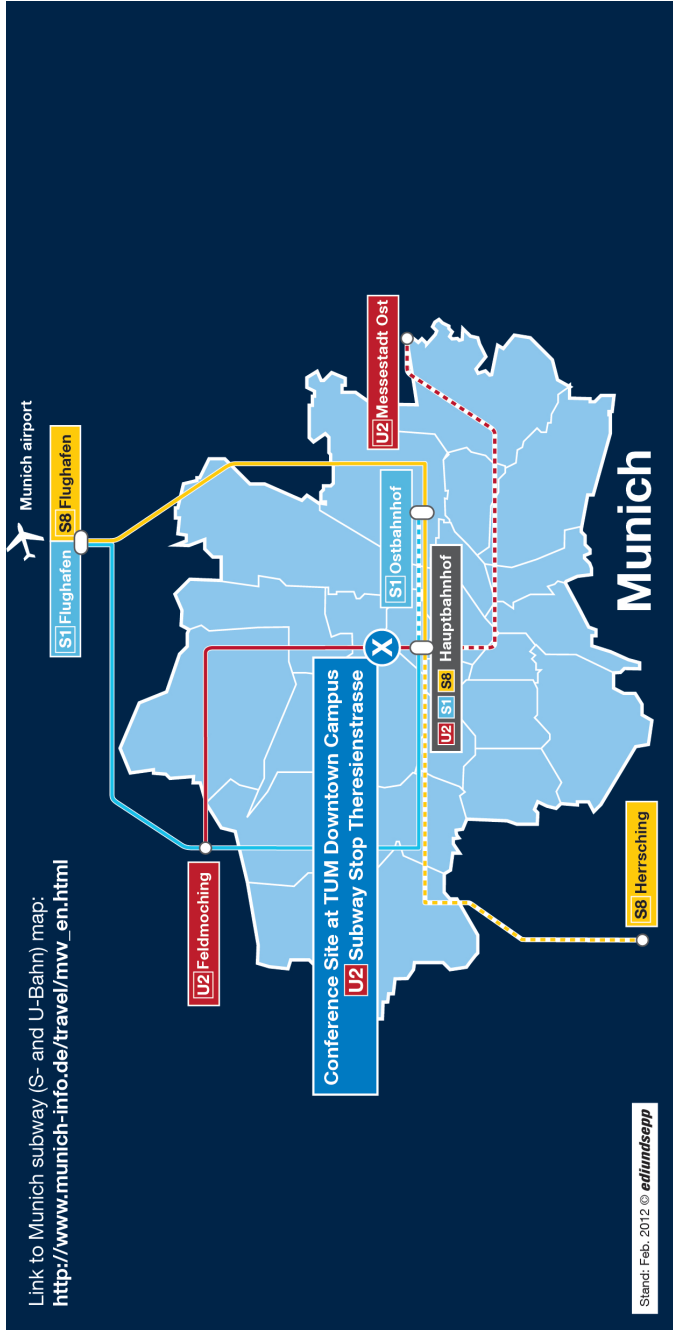 Link to Munich subway (S- and U-Bahn) map:
http://www.munich-info.de/travel/mvv_en.html
Munich airport
S1 Flughafen
S8 Flughafen
U2 Feldmoching
Conference Site at TUM Downtown Campus
U2 Subway Stop Theresienstrasse
X
S1 Ostbahnhof
U2 Messestadt Ost
U2 S1 S8 Hauptbahnhof
S8 Herrsching
Munich
Stand: Feb. 2012 © ediundsepp